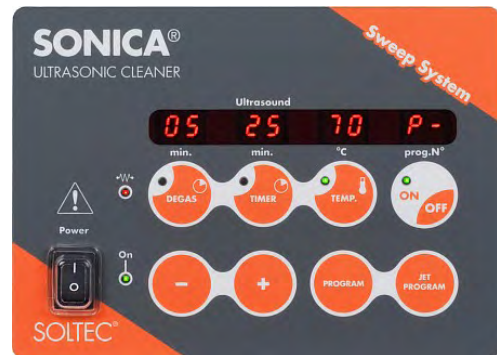 SONICA®
ULTRASONIC CLEANER
Sweep System
Ultrasound
05 25 70 P-
min. min. °C prog.N°
DEGAS TIMER TEMP. ON OFF
Power
On
I
O
- + PROGRAM JET PROGRAM
SOLTEC®